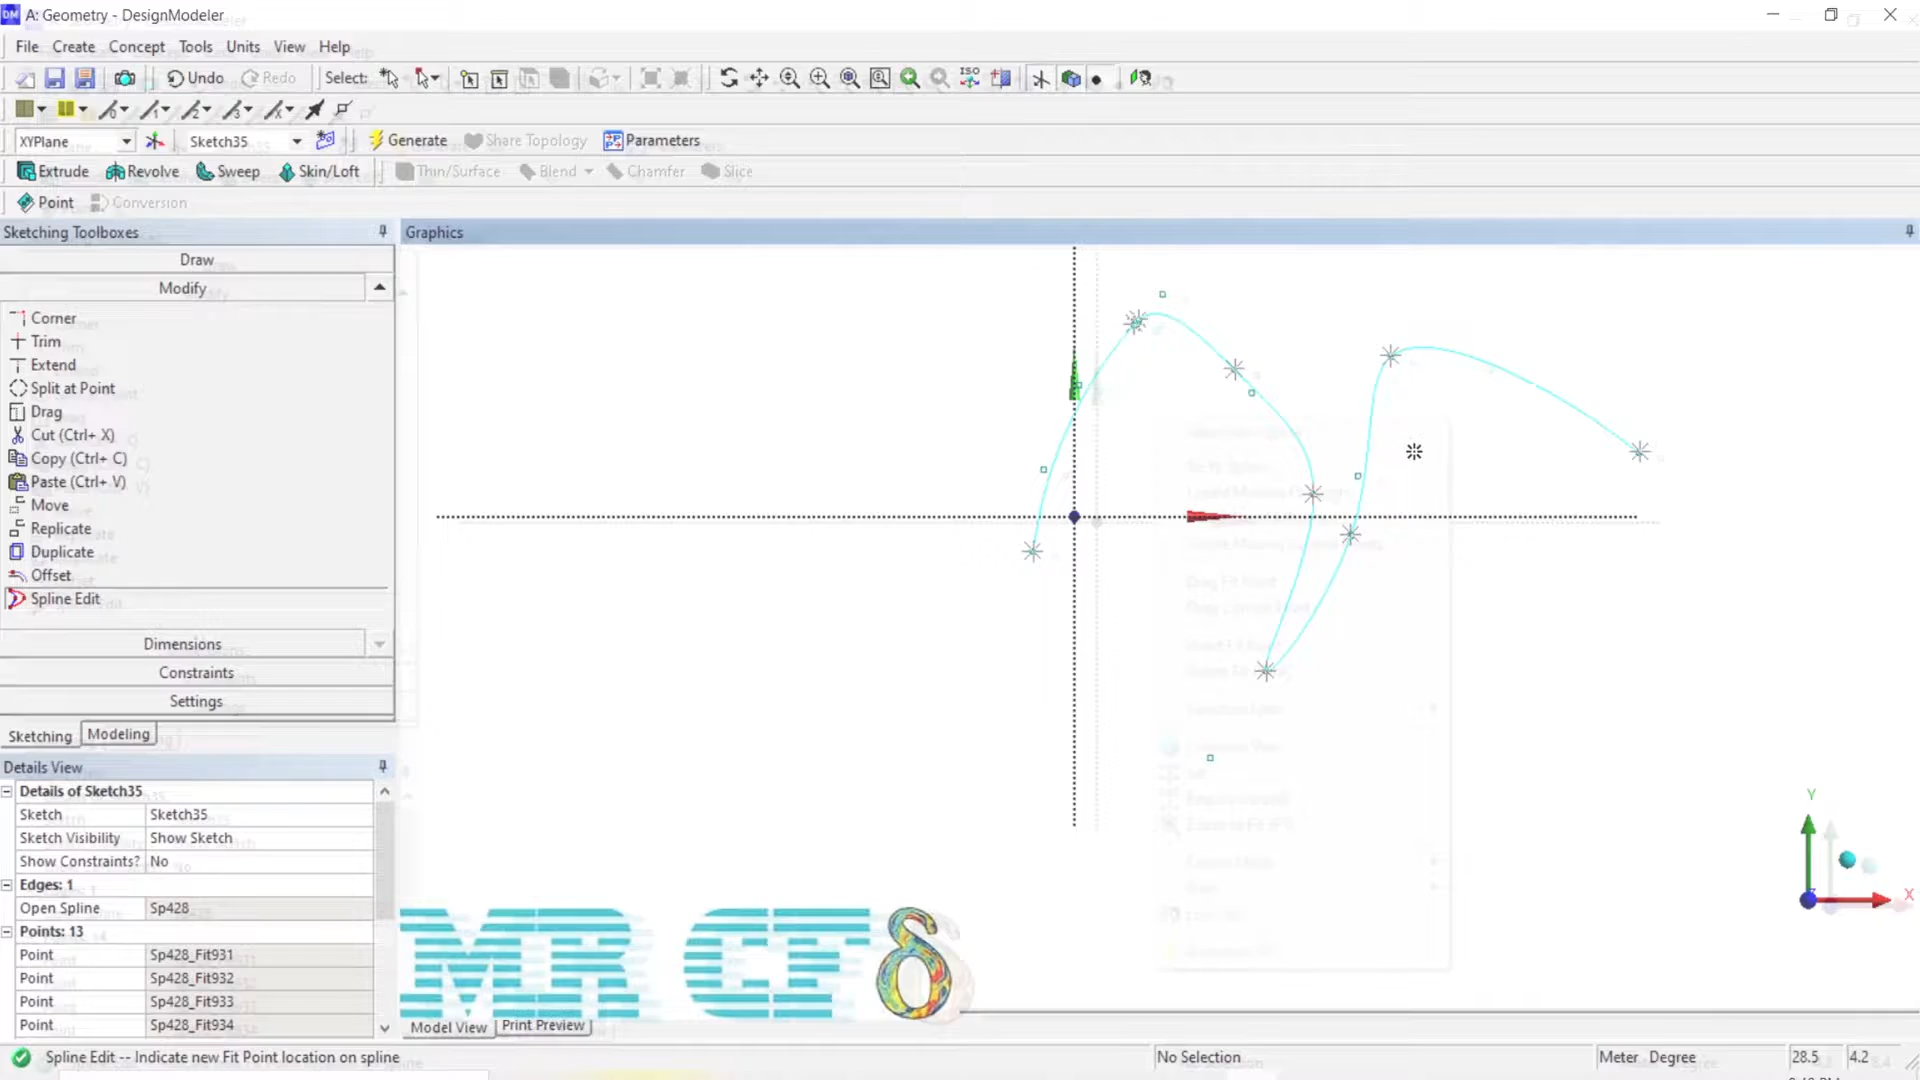 A: Geometry - DesignModeler
File Create Concept Tools Units View Help
Undo Redo Select: ISO
XYPlane Sketch35 Generate Share Topology Parameters
Extrude Revolve Sweep Skin/Loft Thin/Surface Blend Chamfer Slice
Point Conversion
Sketching Toolboxes
Graphics
Draw
Modify
Corner
Trim
Extend
Split at Point
Drag
Cut (Ctrl+ X)
Copy (Ctrl+ C)
Paste (Ctrl+ V)
Move
Replicate
Duplicate
Offset
Spline Edit
Dimensions
Constraints
Settings
Sketching Modeling
Details View
Details of Sketch35
Sketch Sketch35
Sketch Visibility Show Sketch
Show Constraints? No
Edges: 1
Open Spline Sp428
Points: 13
Point Sp428_Fit931
Point Sp428_Fit932
Point Sp428_Fit933
Point Sp428_Fit934
Y
X
MR CFδ
Model View Print Preview
Spline Edit -- Indicate new Fit Point location on spline
No Selection
Meter Degree
28.5
4.2